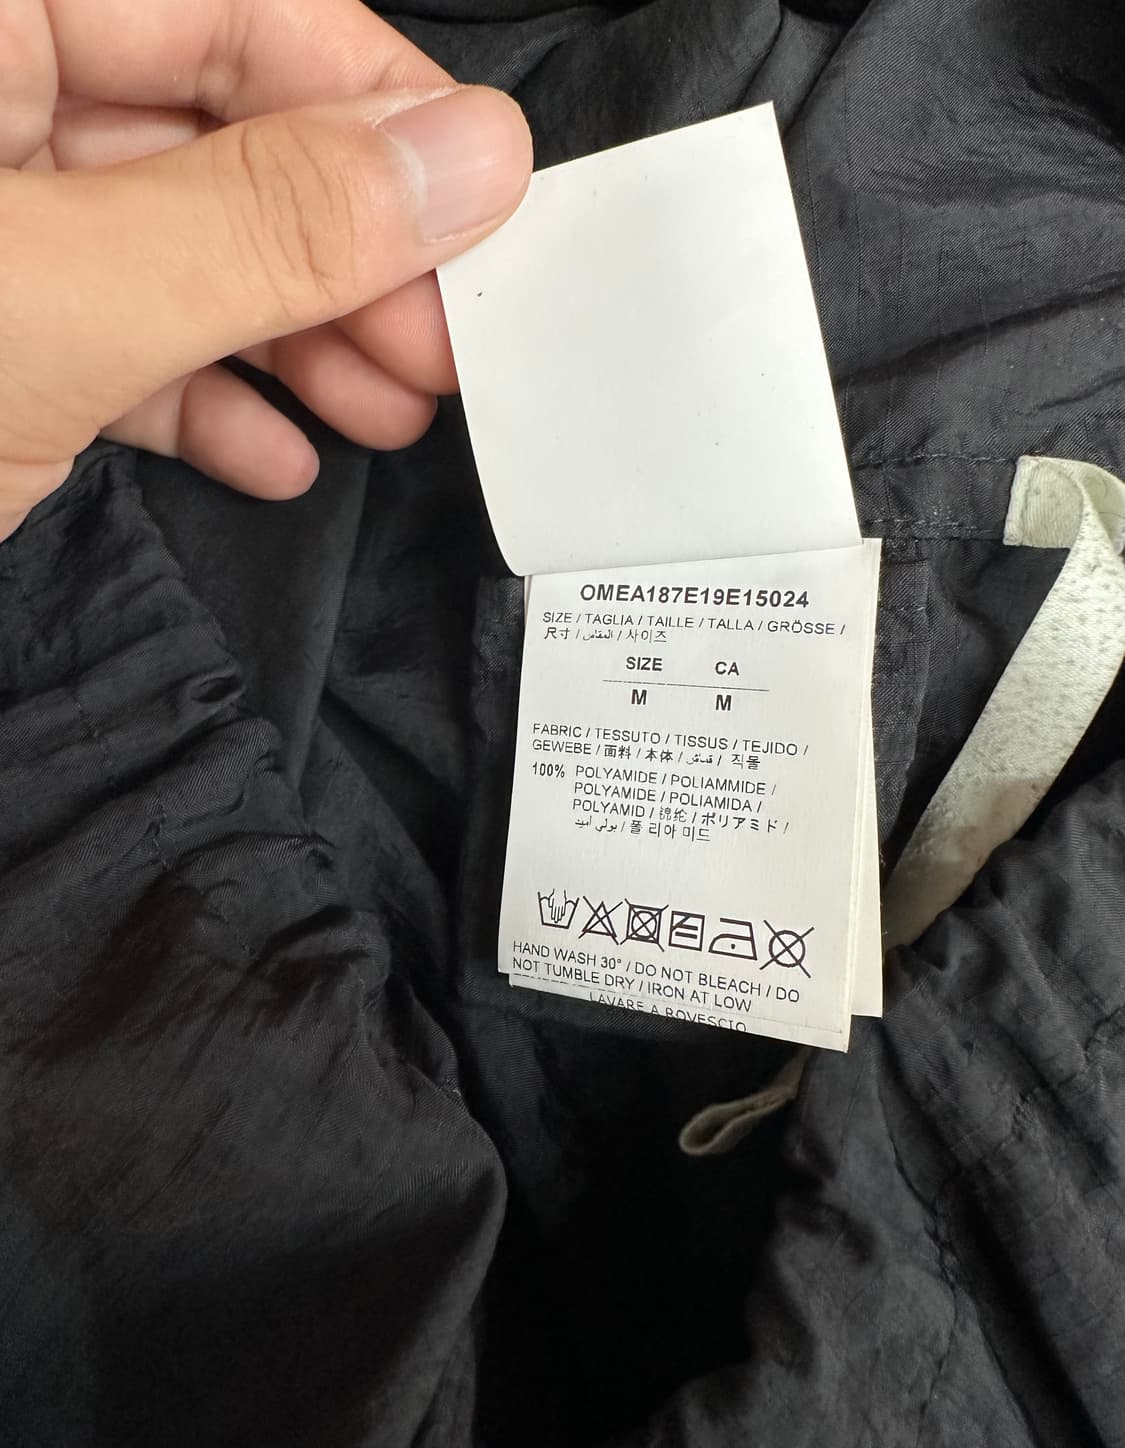 OMEA187E19E15024
SIZE / TAGLIA / TAILLE / TALLA / GRÖSSE /
尺寸 / المقاس / 사이즈
SIZE CA
M M
FABRIC / TESSUTO / TISSUS / TEJIDO /
GEWEBE / 面料 / 本体 / قماش / 직물
100% POLYAMIDE / POLIAMMIDE /
POLYAMIDE / POLIAMIDA /
POLYAMID / 锦纶 / ポリアミド /
بولي أميد / 폴 리아 미드
HAND WASH 30° / DO NOT BLEACH / DO
NOT TUMBLE DRY / IRON AT LOW
LAVARE A ROVESCIO